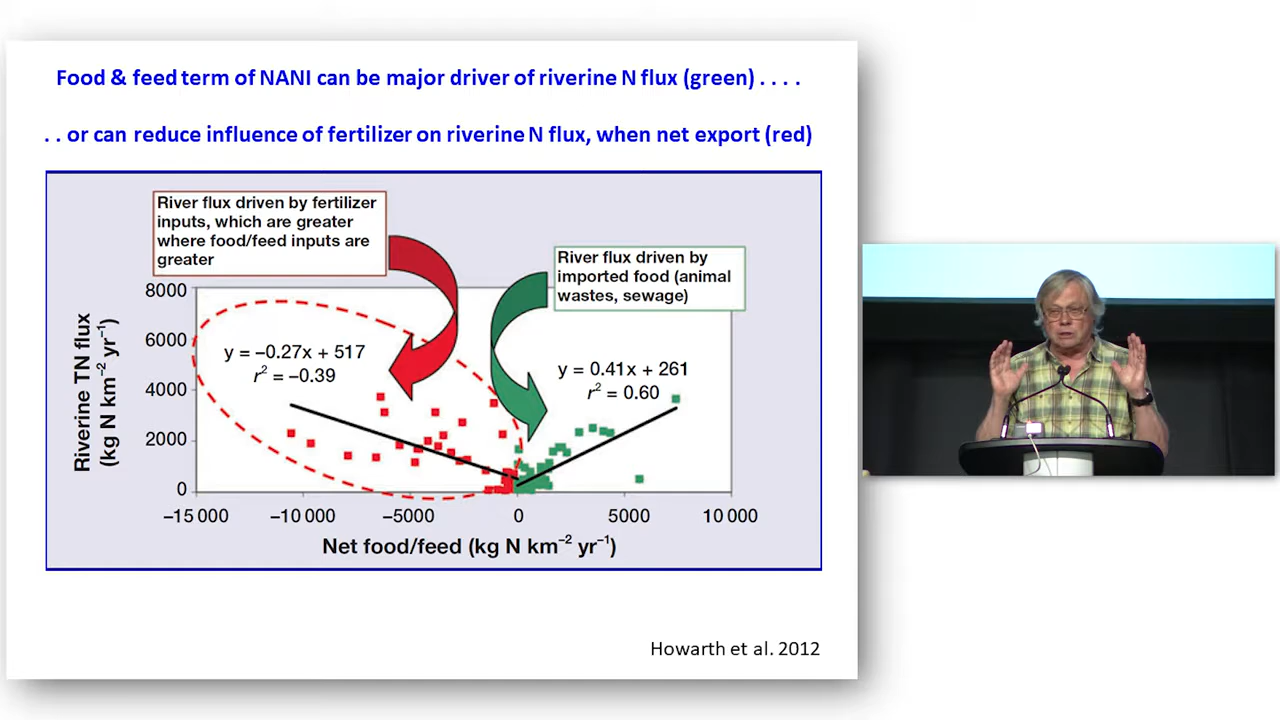 Food & feed term of NANI can be major driver of riverine N flux (green) . . . .
. . or can reduce influence of fertilizer on riverine N flux, when net export (red)
River flux driven by fertilizer
inputs, which are greater
where food/feed inputs are
greater
River flux driven by
imported food (animal
wastes, sewage)
8000
6000
4000
2000
0
Riverine TN flux
(kg N km⁻² yr⁻¹)
y = –0.27x + 517
r² = –0.39
y = 0.41x + 261
r² = 0.60
–15 000 –10 000 –5000 0 5000 10 000
Net food/feed (kg N km⁻² yr⁻¹)
Howarth et al. 2012